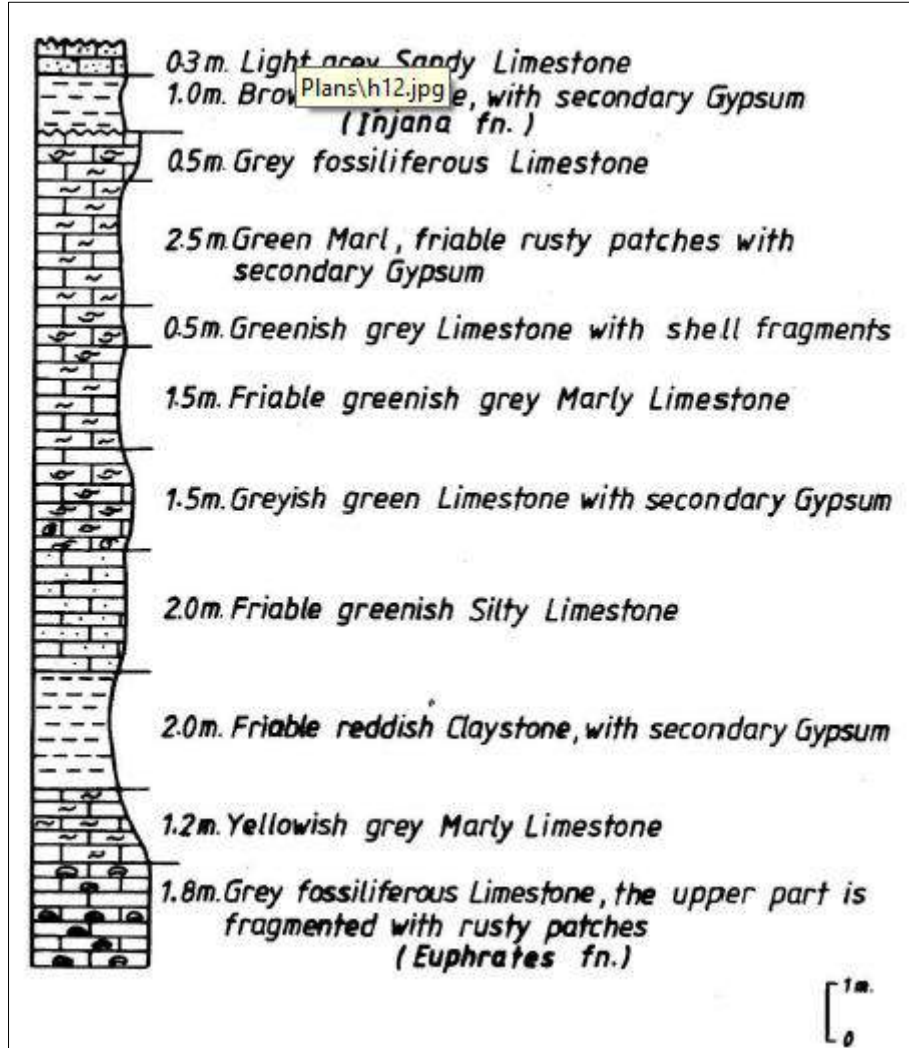 0.3 m. Light grey Sandy Limestone
Plans\h12.jpg
1.0m. Brow e, with secondary Gypsum
(Injana fn.)
0.5m. Grey fossiliferous Limestone
2.5m. Green Marl, friable rusty patches with
secondary Gypsum
0.5m. Greenish grey Limestone with shell fragments
1.5m. Friable greenish grey Marly Limestone
1.5m. Greyish green Limestone with secondary Gypsum
2.0m. Friable greenish Silty Limestone
2.0m. Friable reddish Claystone, with secondary Gypsum
1.2m. Yellowish grey Marly Limestone
1.8m. Grey fossiliferous Limestone, the upper part is
fragmented with rusty patches
(Euphrates fn.)
1 m.
0